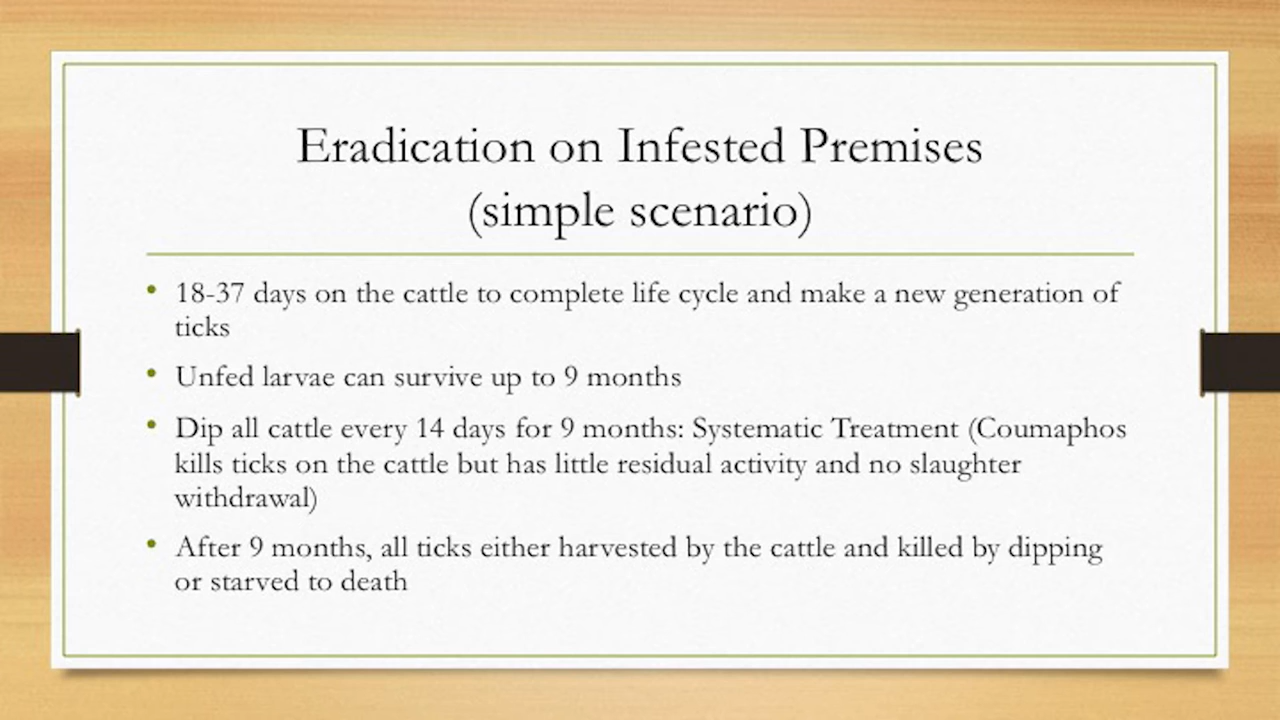 Eradication on Infested Premises
(simple scenario)
• 18-37 days on the cattle to complete life cycle and make a new generation of
ticks
• Unfed larvae can survive up to 9 months
• Dip all cattle every 14 days for 9 months: Systematic Treatment (Coumaphos
kills ticks on the cattle but has little residual activity and no slaughter
withdrawal)
• After 9 months, all ticks either harvested by the cattle and killed by dipping
or starved to death